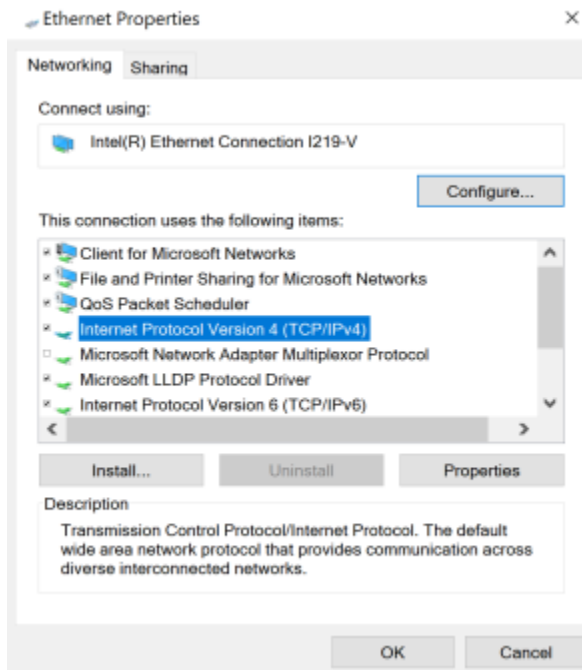 Ethernet Properties
Networking
Sharing
Connect using:
Intel(R) Ethernet Connection I219-V
Configure...
This connection uses the following items:
Client for Microsoft Networks
File and Printer Sharing for Microsoft Networks
QoS Packet Scheduler
Internet Protocol Version 4 (TCP/IPv4)
Microsoft Network Adapter Multiplexor Protocol
Microsoft LLDP Protocol Driver
Internet Protocol Version 6 (TCP/IPv6)
Install...
Uninstall
Properties
Description
Transmission Control Protocol/Internet Protocol. The default
wide area network protocol that provides communication across
diverse interconnected networks.
OK
Cancel